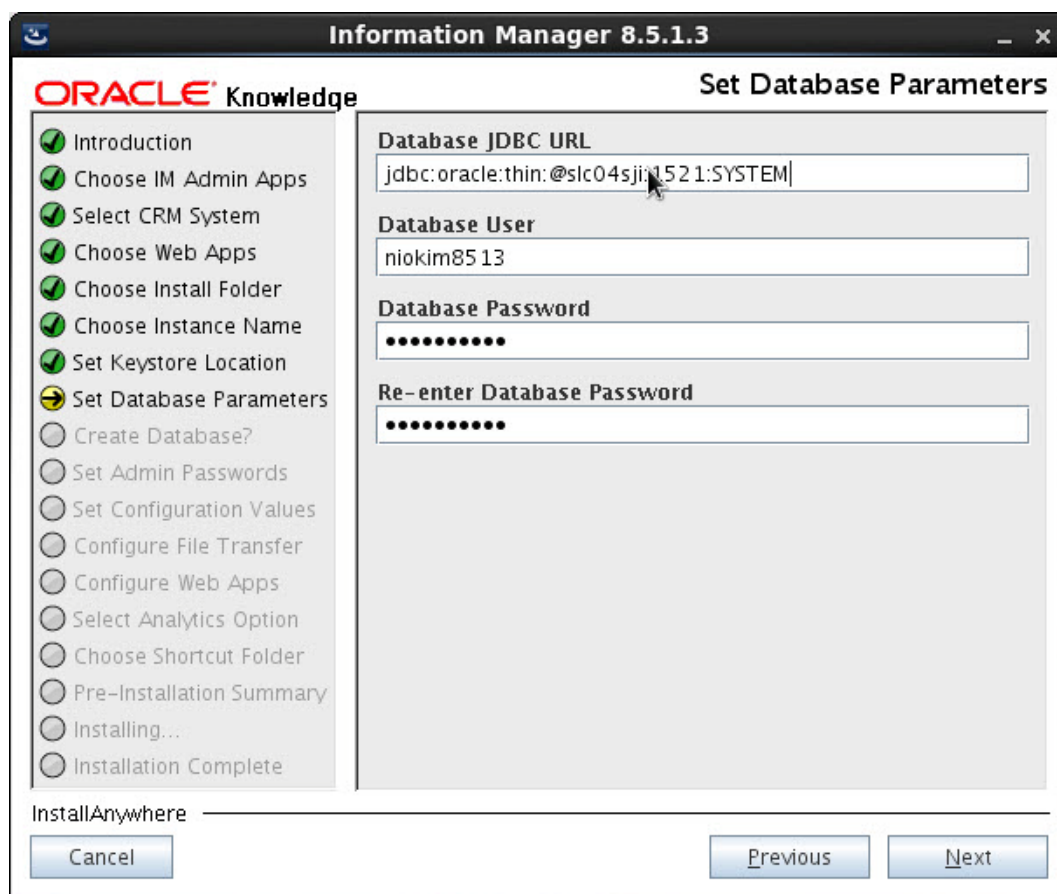 Information Manager 8.5.1.3
ORACLE Knowledge
Set Database Parameters
Introduction
Choose IM Admin Apps
Select CRM System
Choose Web Apps
Choose Install Folder
Choose Instance Name
Set Keystore Location
Set Database Parameters
Create Database?
Set Admin Passwords
Set Configuration Values
Configure File Transfer
Configure Web Apps
Select Analytics Option
Choose Shortcut Folder
Pre-Installation Summary
Installing...
Installation Complete
Database JDBC URL
jdbc:oracle:thin:@slc04sji:1521:SYSTEM
Database User
niokim8513
Database Password
••••••••••
Re-enter Database Password
••••••••••
InstallAnywhere
Cancel
Previous
Next